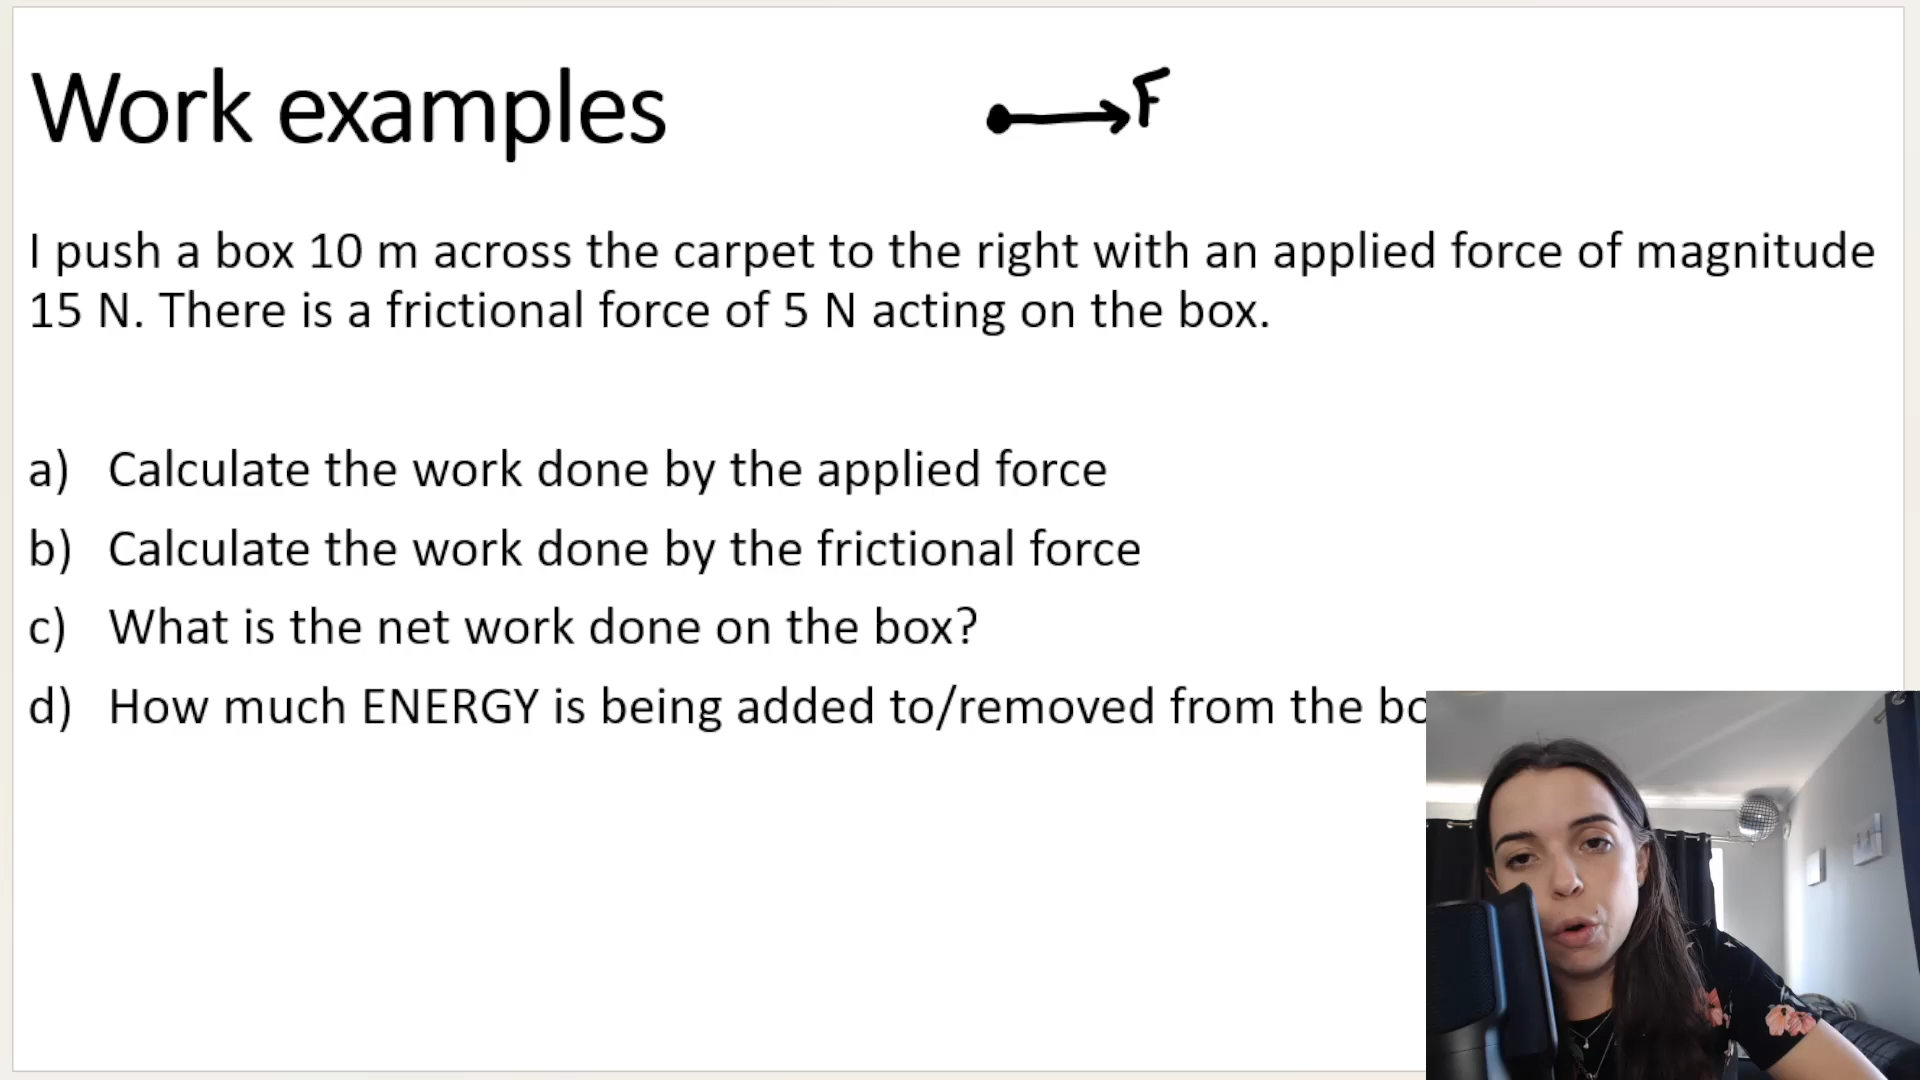 Work examples
F
I push a box 10 m across the carpet to the right with an applied force of magnitude
15 N. There is a frictional force of 5 N acting on the box.
a) Calculate the work done by the applied force
b) Calculate the work done by the frictional force
c) What is the net work done on the box?
d) How much ENERGY is being added to/removed from the